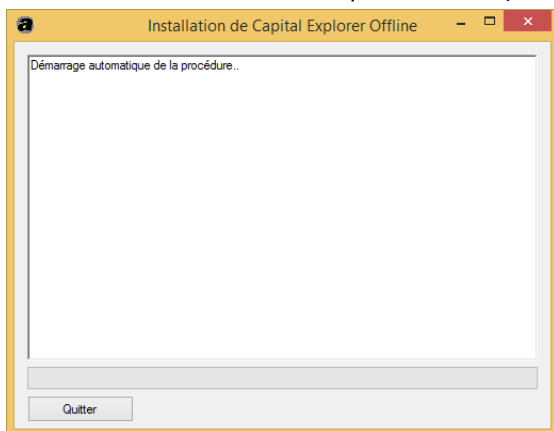 Installation de Capital Explorer Offline
Démarrage automatique de la procédure..
Quitter